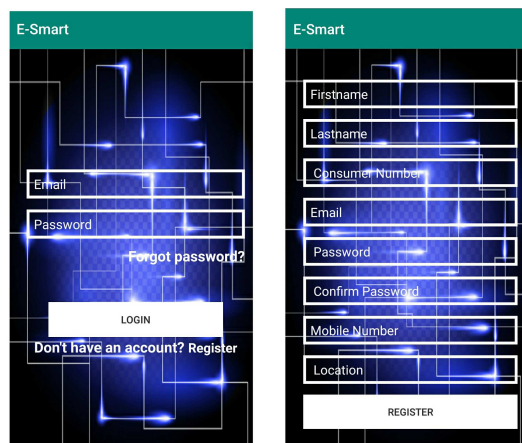 E-Smart
Email
Password
Forgot password?
LOGIN
Don't have an account? Register
E-Smart
Firstname
Lastname
Consumer Number
Email
Password
Confirm Password
Mobile Number
Location
REGISTER